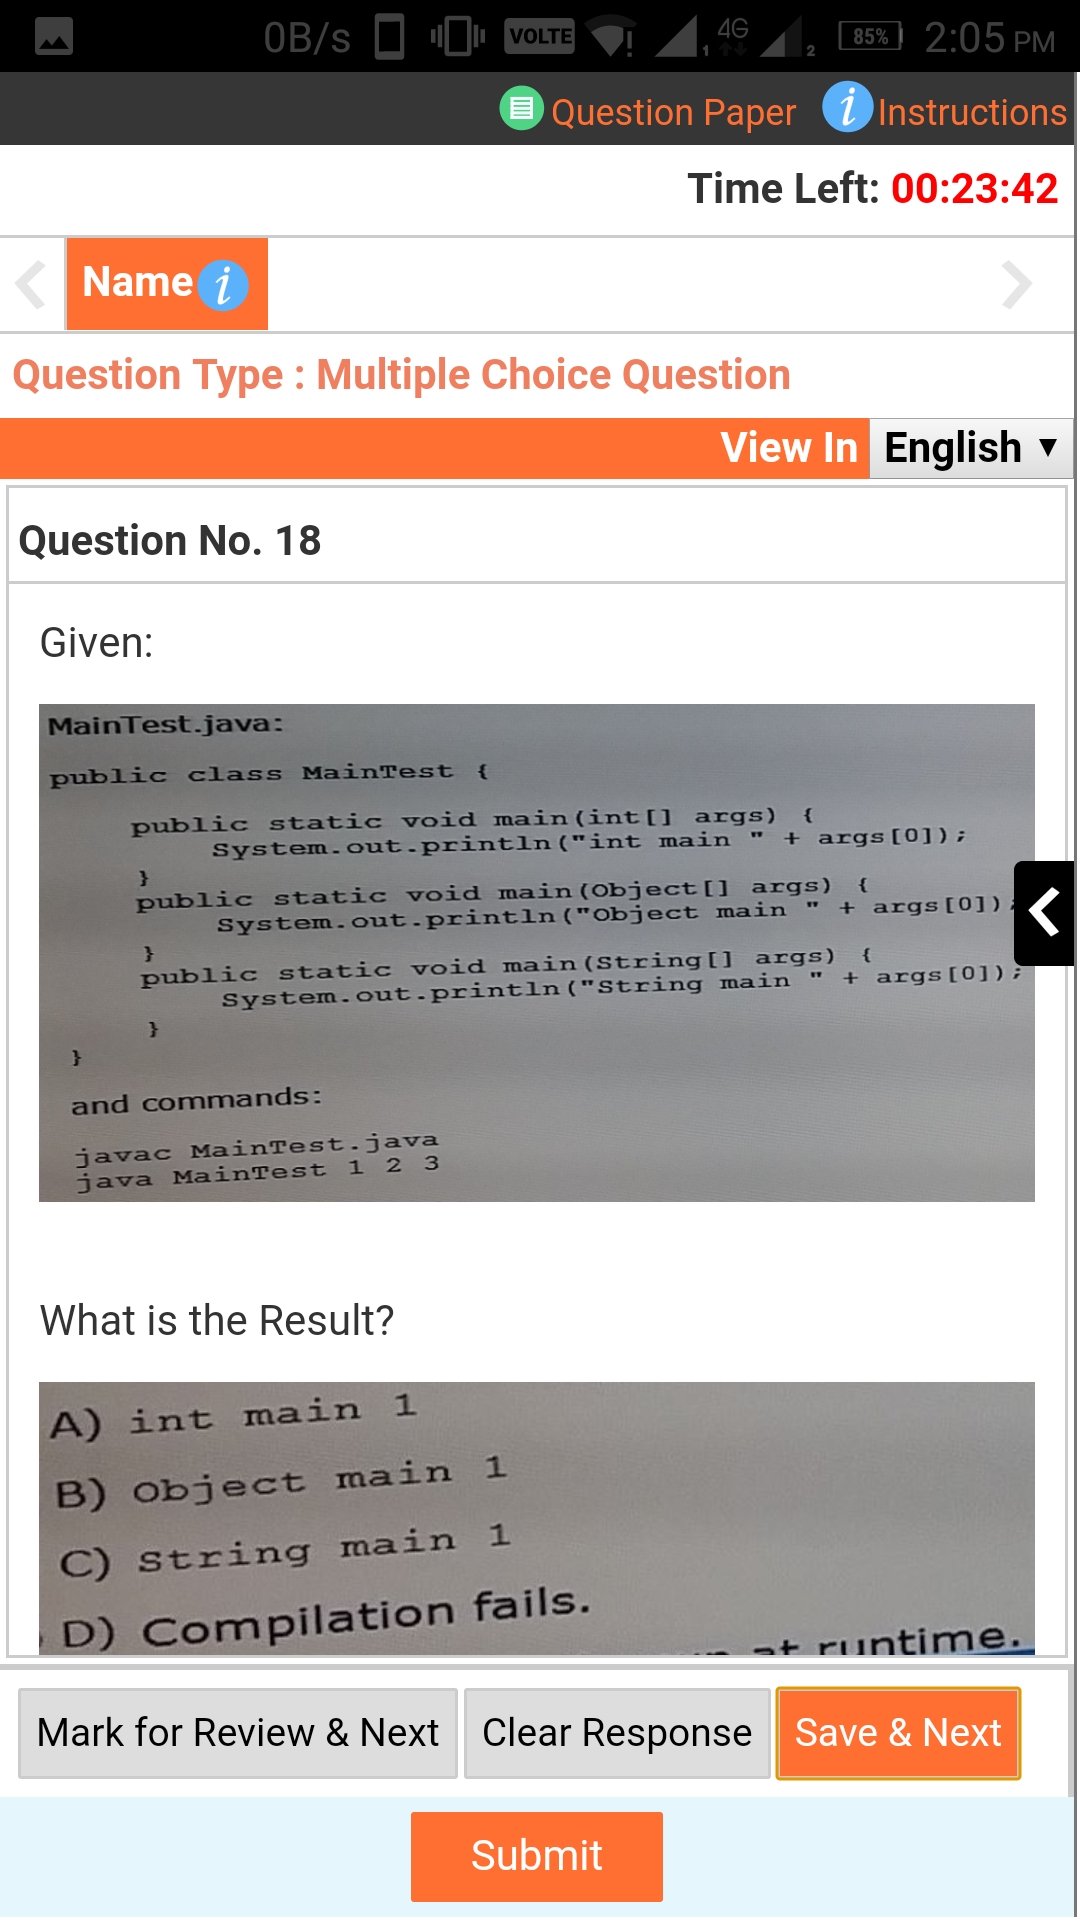 0B/s VOLTE 1 4G 2 85% 2:05 PM
Question Paper i Instructions
Time Left: 00:23:42
Name i
Question Type : Multiple Choice Question
View In English ▼
Question No. 18
Given:
MainTest.java:
public class MainTest {
public static void main(int[] args) {
System.out.println("int main " + args[0]);
}
public static void main(Object[] args) {
System.out.println("Object main " + args[0]);
}
public static void main(String[] args) {
System.out.println("String main " + args[0]);
}
}
and commands:
javac MainTest.java
java MainTest 1 2 3
What is the Result?
A) int main 1
B) Object main 1
C) String main 1
D) Compilation fails.
at runtime.
Mark for Review & Next Clear Response Save & Next
Submit